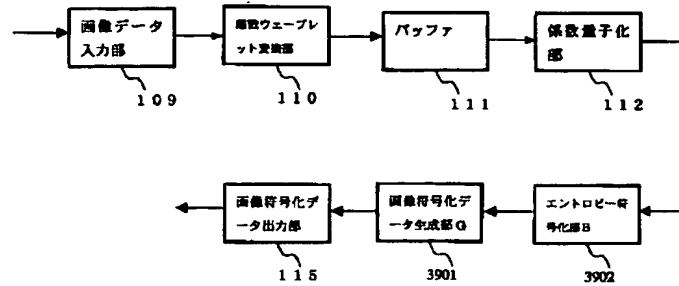 画像データ
入力部
109
ウェーブレ
ット変換部
110
バッファ
111
係数量子化
部
112
画像符号化デ
ータ出力部
115
画像符号化デ
ータ生成部G
3901
エントロピー符
号化部B
3902